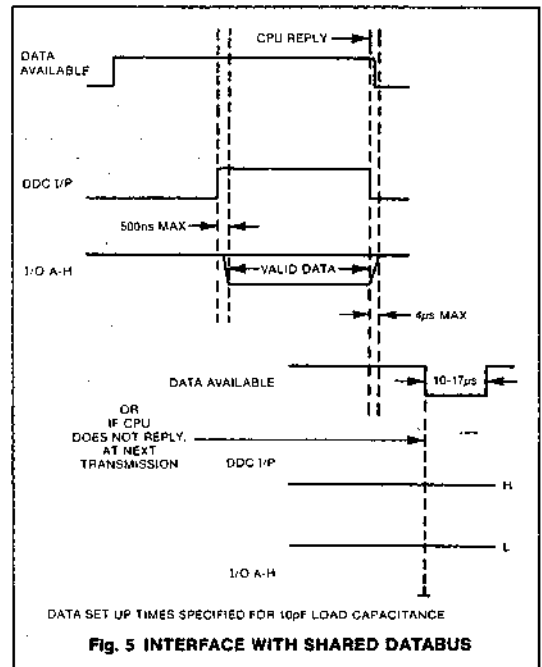 CPU REPLY
DATA
AVAILABLE
DDC I/P
500ns MAX
I/O A-H
VALID DATA
4μs MAX
DATA AVAILABLE
10-17μs
OR
IF CPU
DOES NOT REPLY,
AT NEXT
TRANSMISSION
DDC I/P
H
L
I/O A-H
DATA SET UP TIMES SPECIFIED FOR 10pF LOAD CAPACITANCE
Fig. 5 INTERFACE WITH SHARED DATABUS